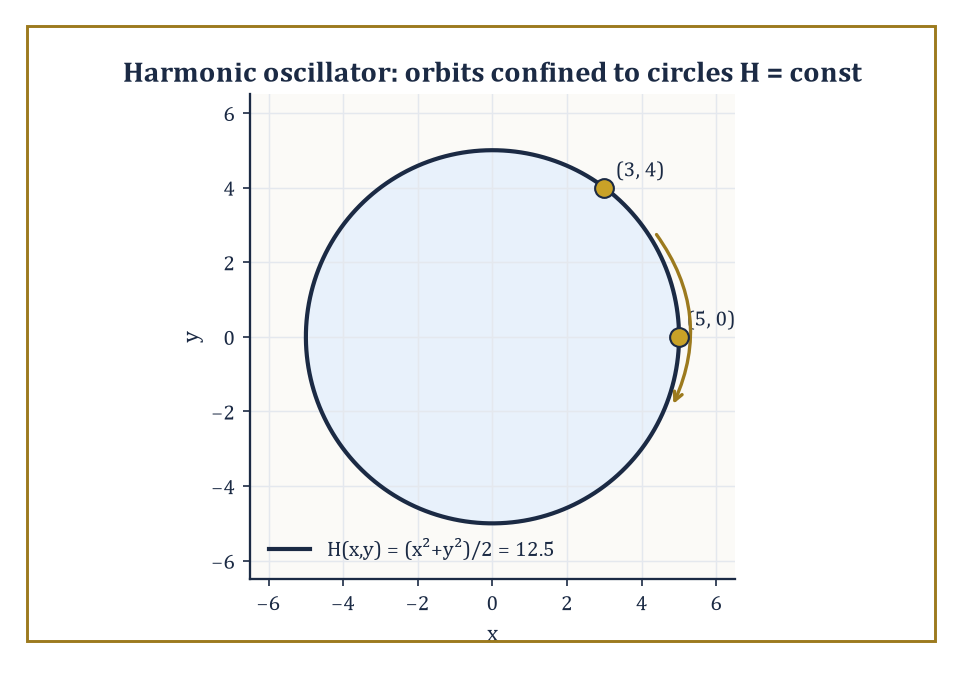 Harmonic oscillator: orbits confined to circles H = const
6
(3, 4)
4
2
(5, 0)
y
0
−2
−4
H(x,y) = (x²+y²)/2 = 12.5
−6
−6 −4 −2 0 2 4 6
x